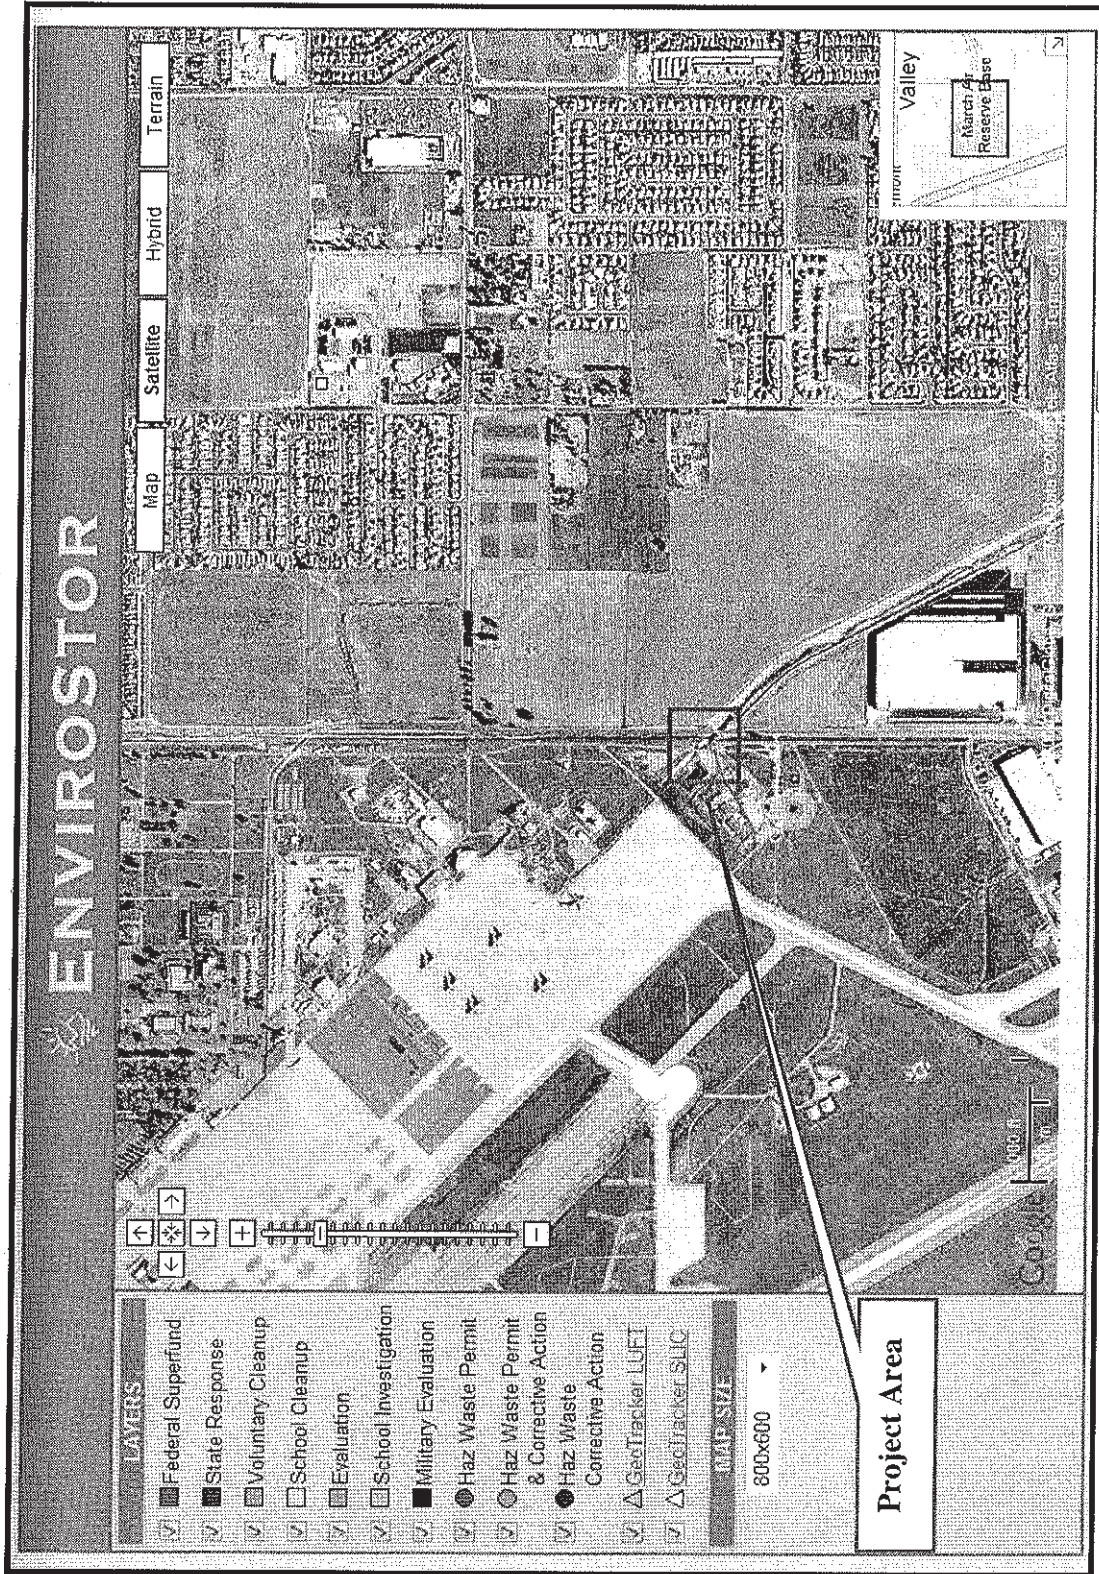 ENVIROSTOR
LAYERS
Federal Superfund
State Response
Voluntary Cleanup
School Cleanup
Evaluation
School Investigation
Military Evaluation
Haz Waste Permit
Haz Waste Permit
& Corrective Action
Haz Waste
Corrective Action
GeoTracker LUFT
GeoTracker SLIC
MAP SIZE
800x600
Project Area
Map
Satellite
Hybrid
Terrain
Valley
March Air
Reserve Base